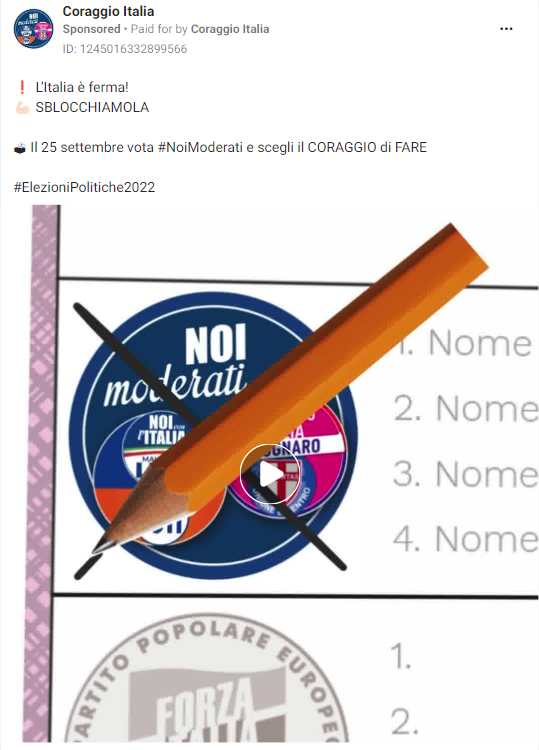 Coraggio Italia
Sponsored • Paid for by Coraggio Italia
ID: 1245016332899566
❗ L'Italia è ferma!
💪🏻 SBLOCCHIAMOLA
🗳 Il 25 settembre vota #NoiModerati e scegli il CORAGGIO di FARE
#ElezioniPolitiche2022
NOI
moderati
NOI con
l'ITALIA
1. Nome
2. Nome
3. Nome
4. Nome
PARTITO POPOLARE EUROPEO
FORZA
ITALIA
1.
2.